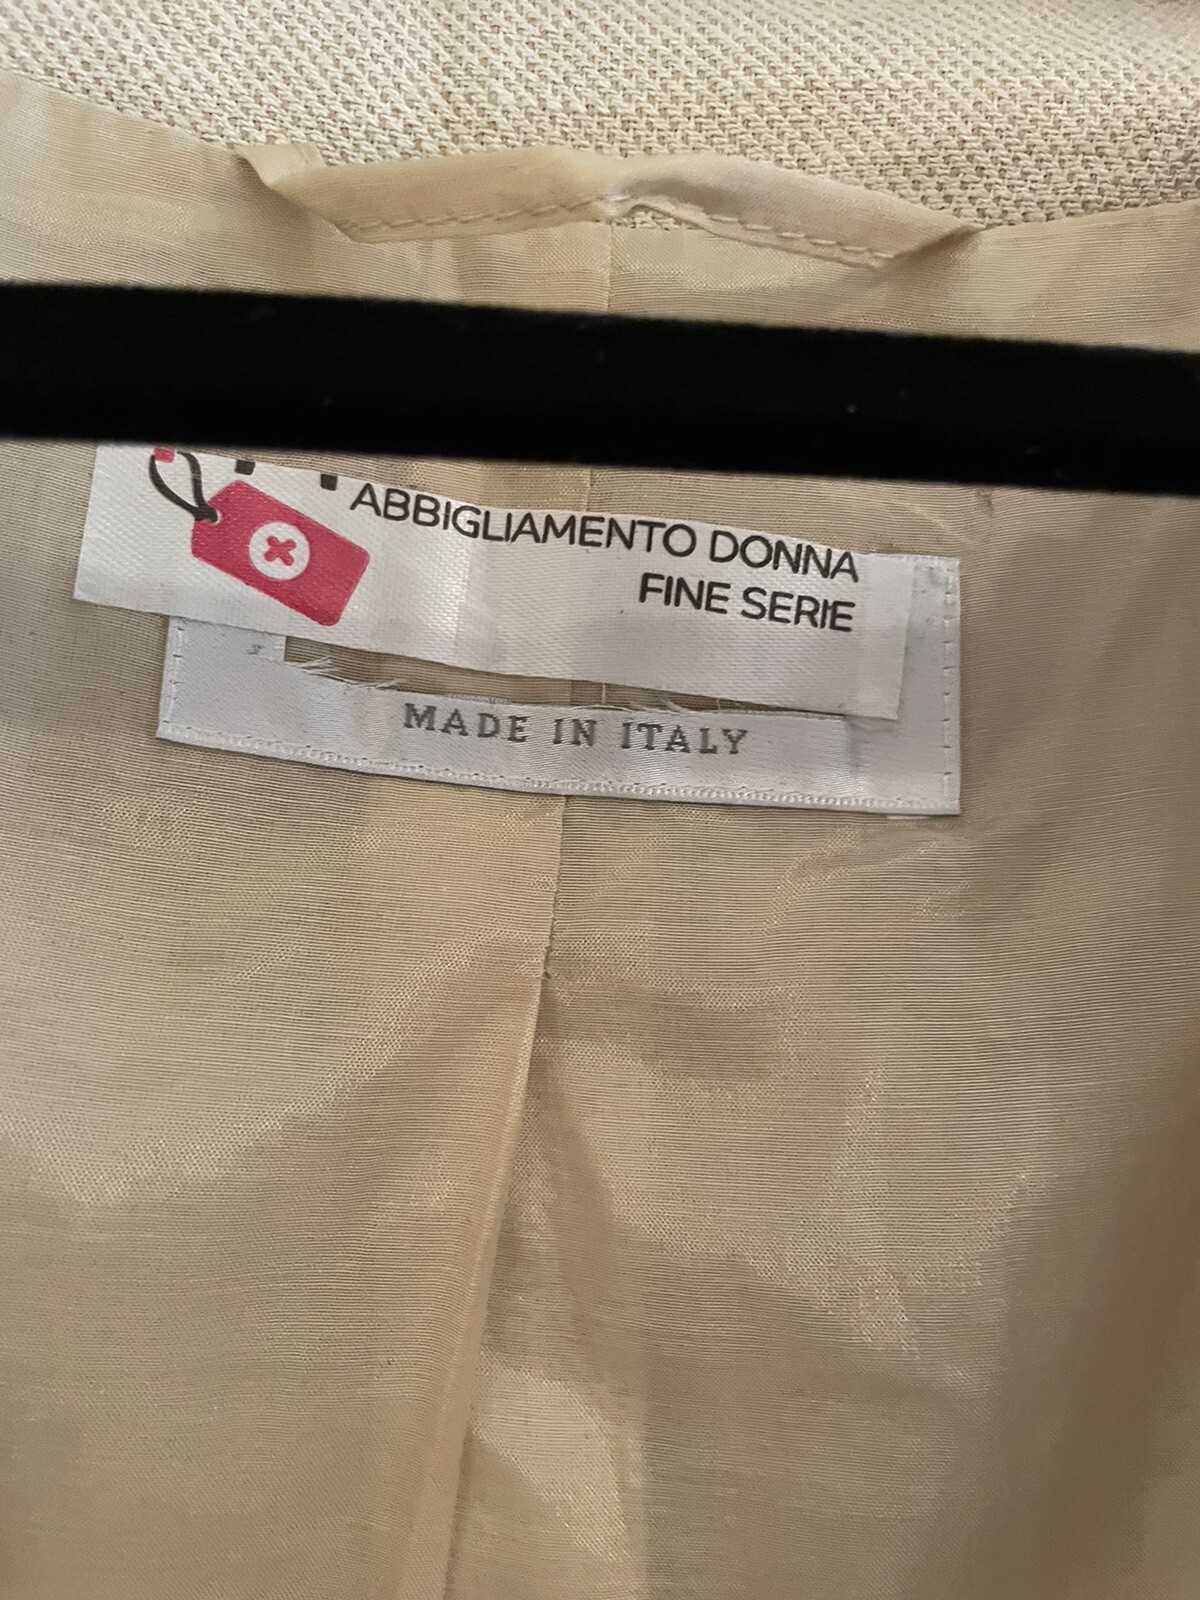 ABBIGLIAMENTO DONNA
FINE SERIE
MADE IN ITALY